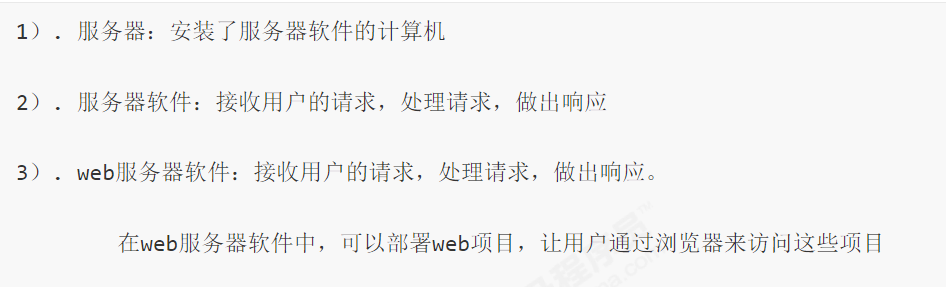 1）. 服务器：安装了服务器软件的计算机
2）. 服务器软件：接收用户的请求，处理请求，做出响应
3）. web服务器软件：接收用户的请求，处理请求，做出响应。
在web服务器软件中，可以部署web项目，让用户通过浏览器来访问这些项目